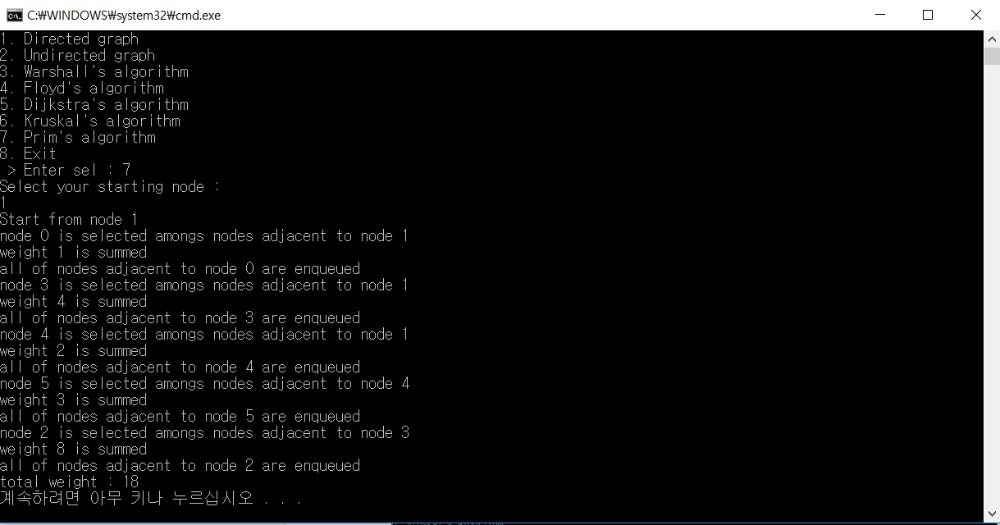 C:₩WINDOWS₩system32₩cmd.exe
1. Directed graph
2. Undirected graph
3. Warshall's algorithm
4. Floyd's algorithm
5. Dijkstra's algorithm
6. Kruskal's algorithm
7. Prim's algorithm
8. Exit
> Enter sel : 7
Select your starting node :
1
Start from node 1
node 0 is selected amongs nodes adjacent to node 1
weight 1 is summed
all of nodes adjacent to node 0 are enqueued
node 3 is selected amongs nodes adjacent to node 1
weight 4 is summed
all of nodes adjacent to node 3 are enqueued
node 4 is selected amongs nodes adjacent to node 1
weight 2 is summed
all of nodes adjacent to node 4 are enqueued
node 5 is selected amongs nodes adjacent to node 4
weight 3 is summed
all of nodes adjacent to node 5 are enqueued
node 2 is selected amongs nodes adjacent to node 3
weight 8 is summed
all of nodes adjacent to node 2 are enqueued
total weight : 18
계속하려면 아무 키나 누르십시오 . . .